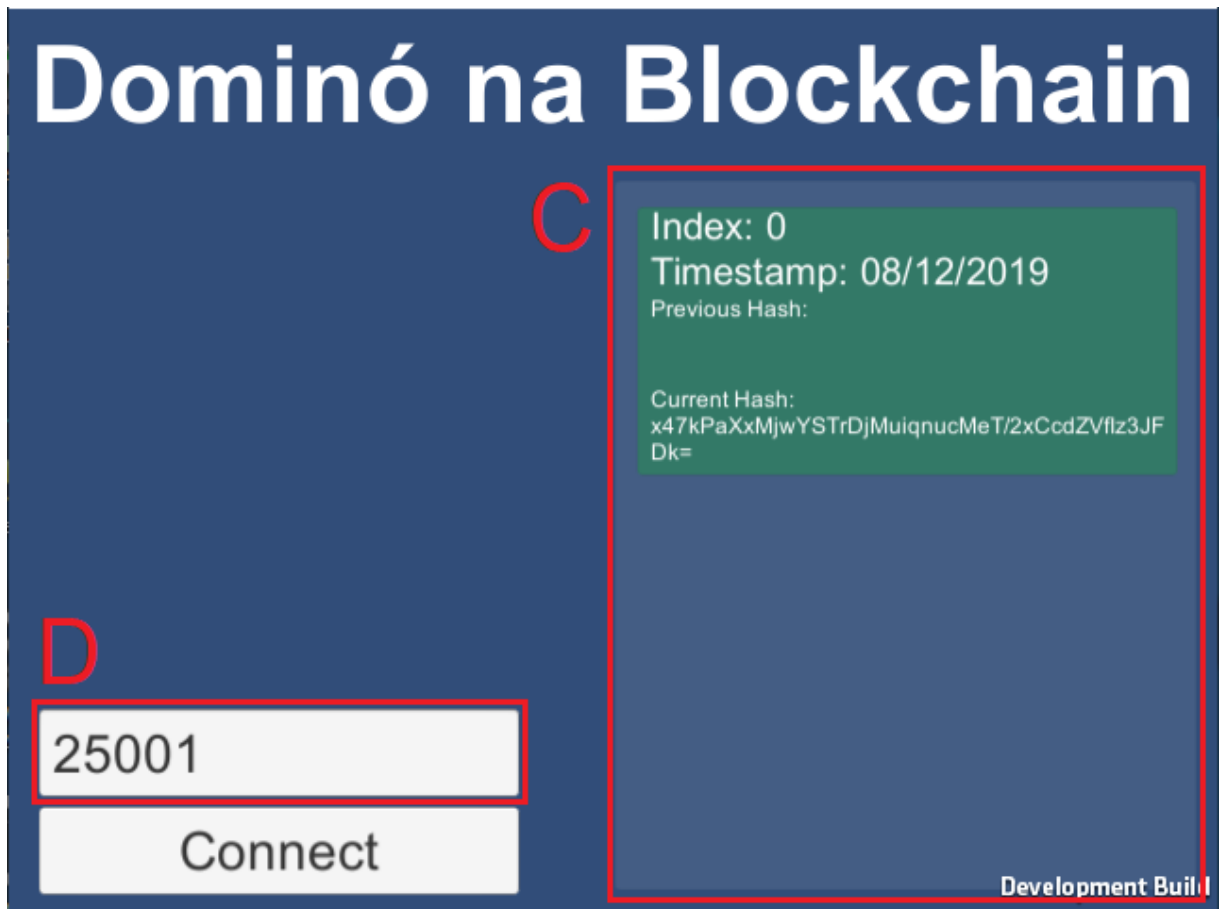 Dominó na Blockchain
C
Index: 0
Timestamp: 08/12/2019
Previous Hash:
Current Hash:
x47kPaXxMjwYSTrDjMuiqnucMeT/2xCcdZVflz3JF
Dk=
D
25001
Connect
Development Build